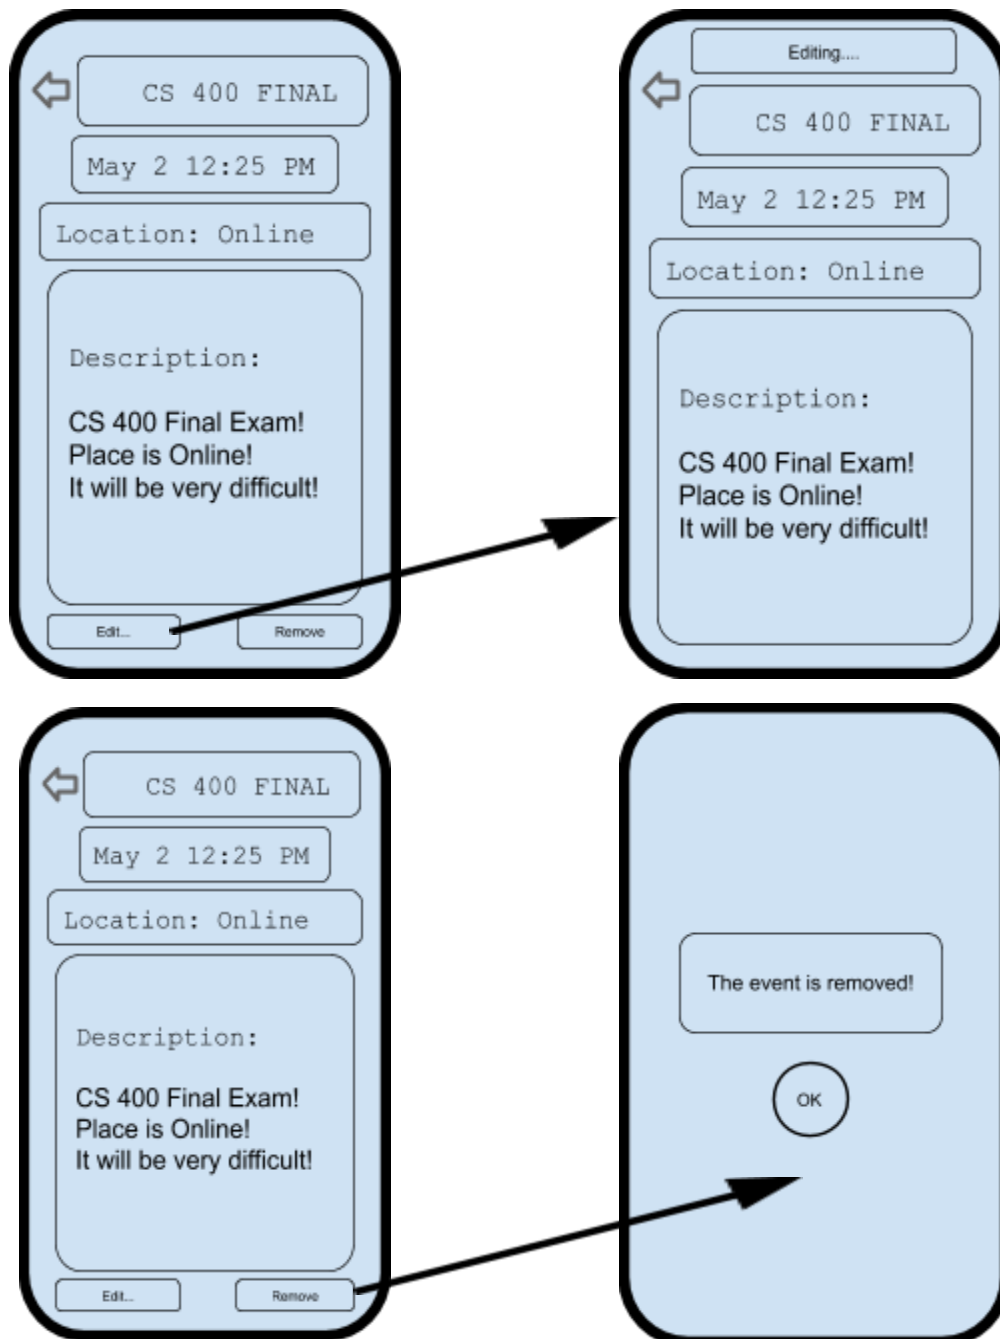 CS 400 FINAL
May 2 12:25 PM
Location: Online
Description:
CS 400 Final Exam!
Place is Online!
It will be very difficult!
Edit...
Remove
Editing....
CS 400 FINAL
May 2 12:25 PM
Location: Online
Description:
CS 400 Final Exam!
Place is Online!
It will be very difficult!
CS 400 FINAL
May 2 12:25 PM
Location: Online
Description:
CS 400 Final Exam!
Place is Online!
It will be very difficult!
Edit...
Remove
The event is removed!
OK